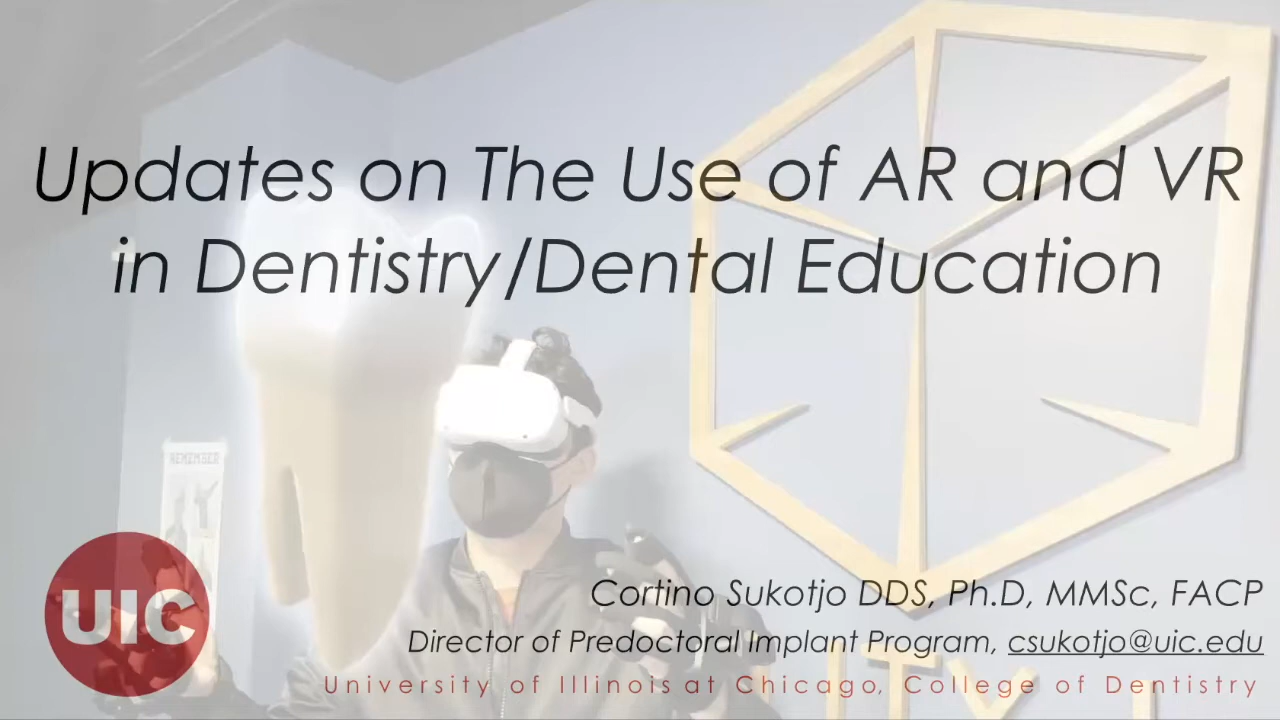 Updates on The Use of AR and VR
in Dentistry/Dental Education
REMEMBER
UIC
Cortino Sukotjo DDS, Ph.D, MMSc, FACP
Director of Predoctoral Implant Program, csukotjo@uic.edu
University of Illinois at Chicago, College of Dentistry